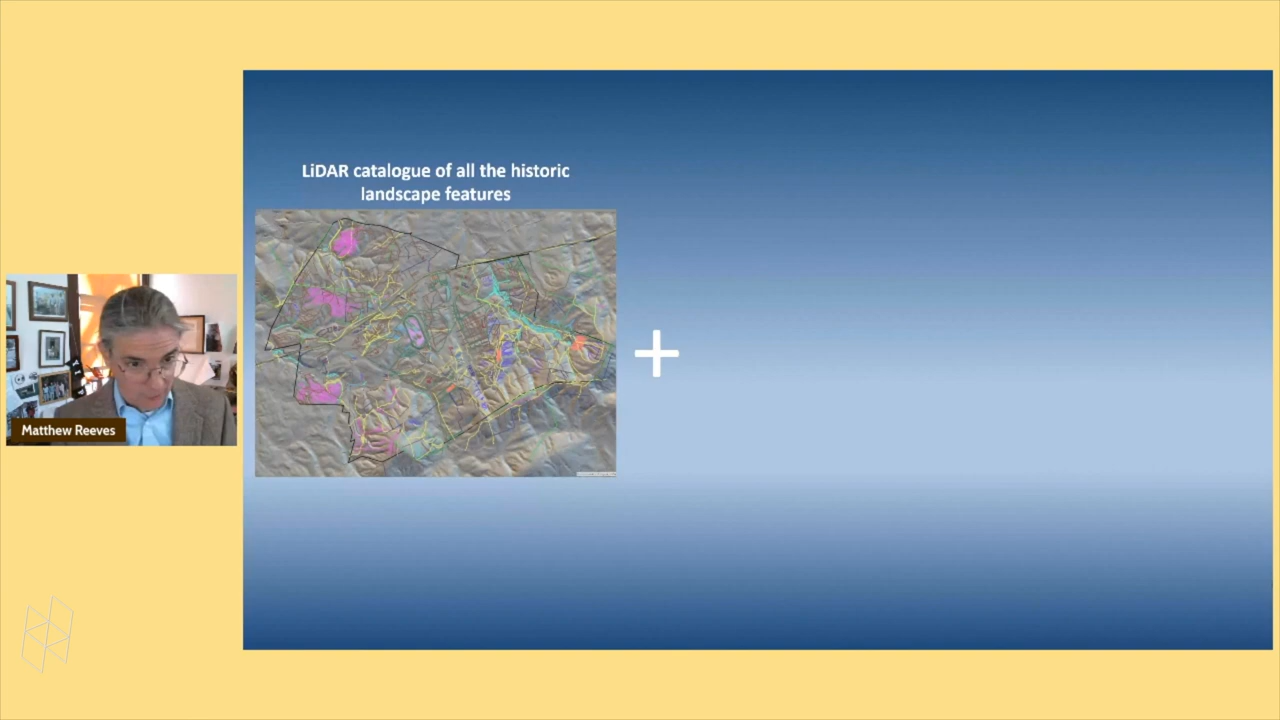 LiDAR catalogue of all the historic
landscape features
+
Matthew Reeves